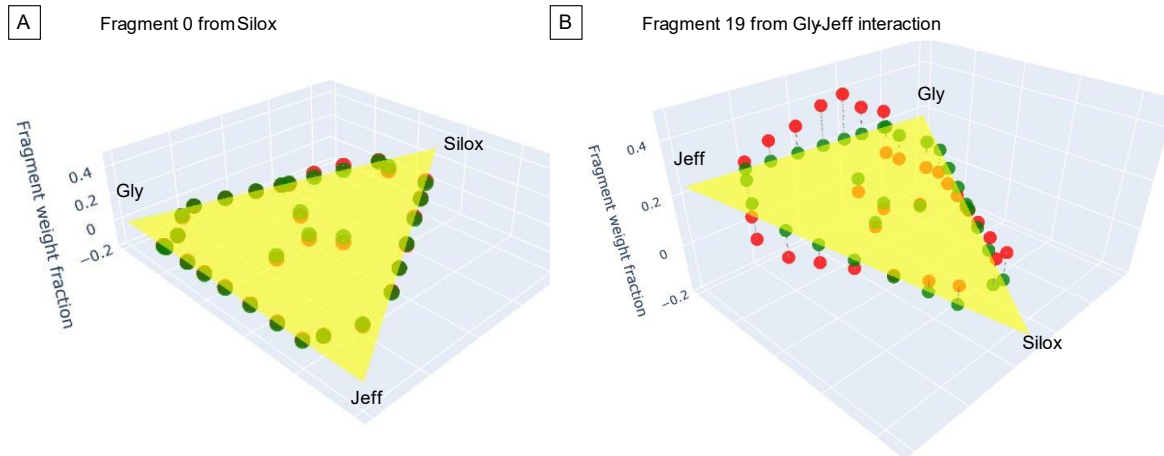 A
Fragment 0 from Silox
Fragment weight fraction
0.4
0.2
0
−0.2
Gly
Silox
Jeff
B
Fragment 19 from Gly-Jeff interaction
Fragment weight fraction
0.4
0.2
0
−0.2
Gly
Jeff
Silox